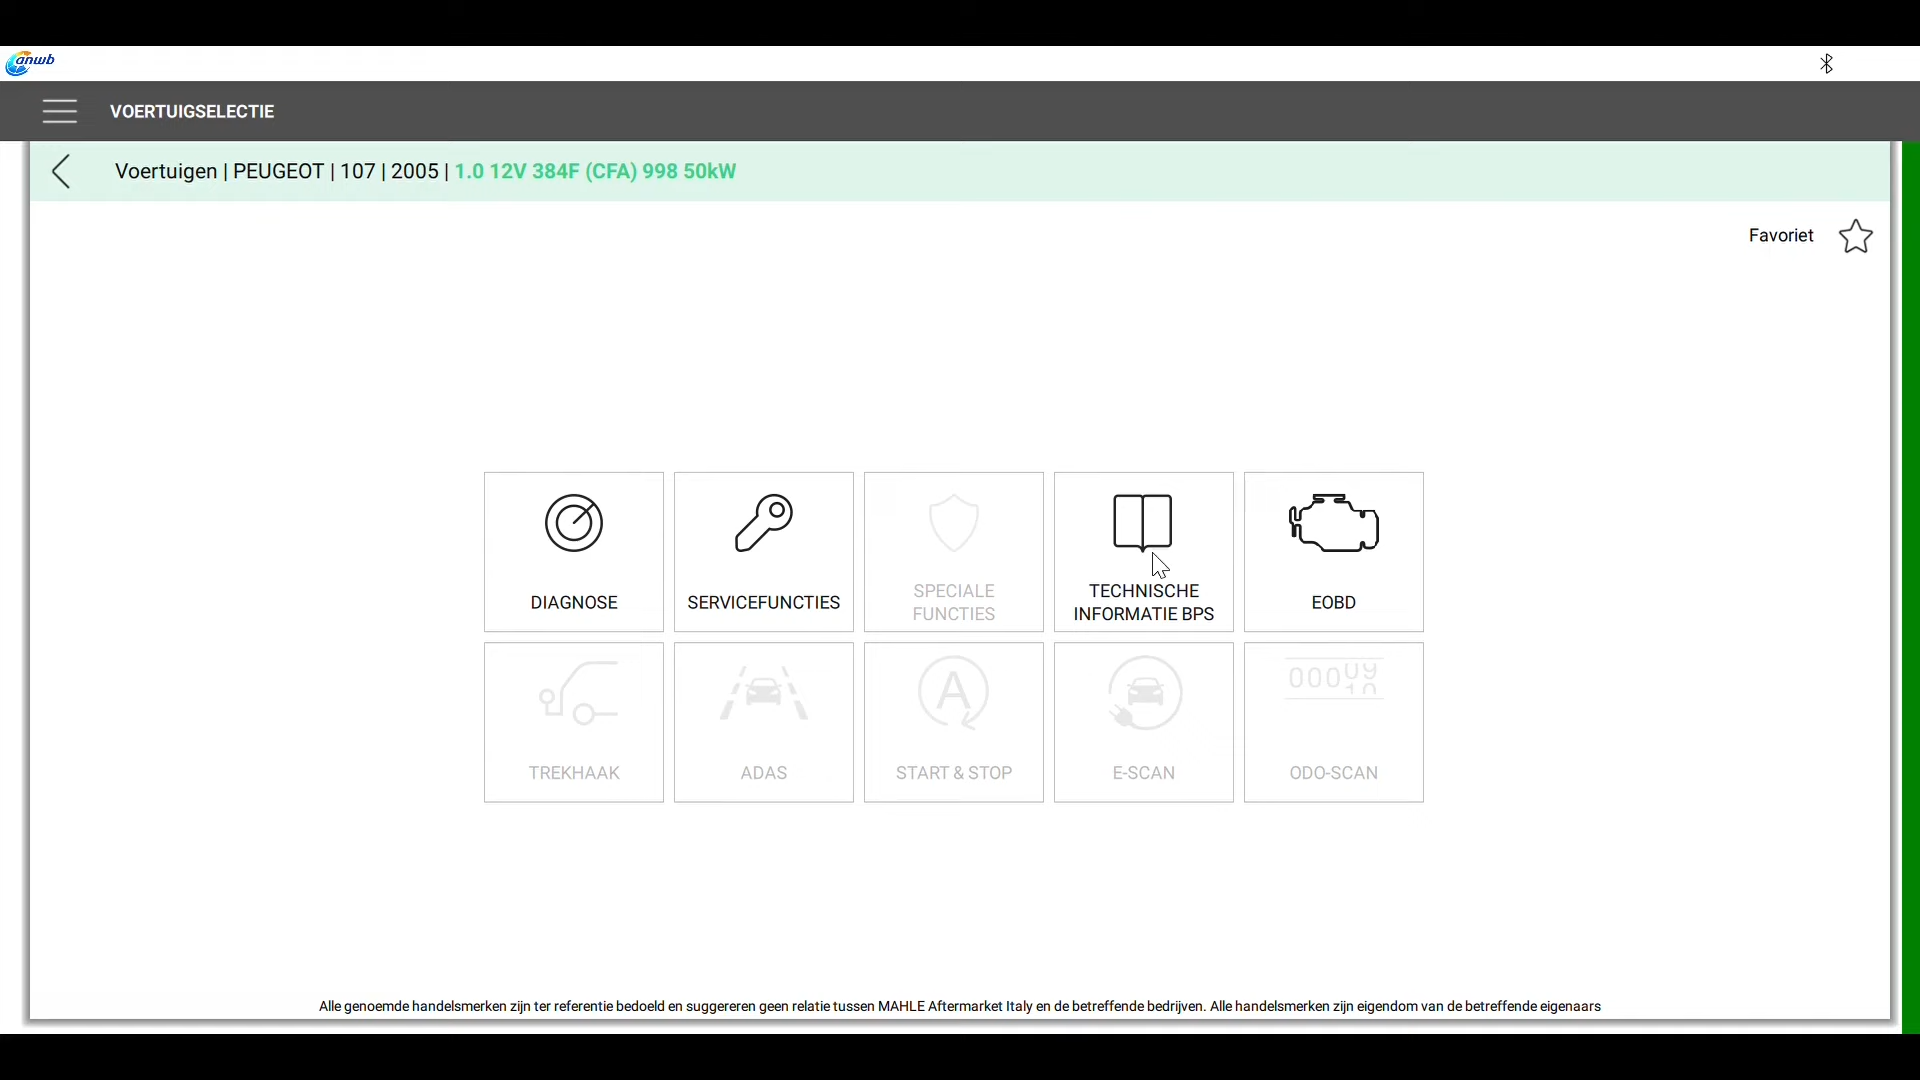 anwb
VOERTUIGSELECTIE
Voertuigen | PEUGEOT | 107 | 2005 | 1.0 12V 384F (CFA) 998 50kW
Favoriet
DIAGNOSE
SERVICEFUNCTIES
SPECIALE
FUNCTIES
TECHNISCHE
INFORMATIE BPS
EOBD
TREKHAAK
ADAS
A
START & STOP
E-SCAN
00009
10
ODO-SCAN
Alle genoemde handelsmerken zijn ter referentie bedoeld en suggereren geen relatie tussen MAHLE Aftermarket Italy en de betreffende bedrijven. Alle handelsmerken zijn eigendom van de betreffende eigenaars